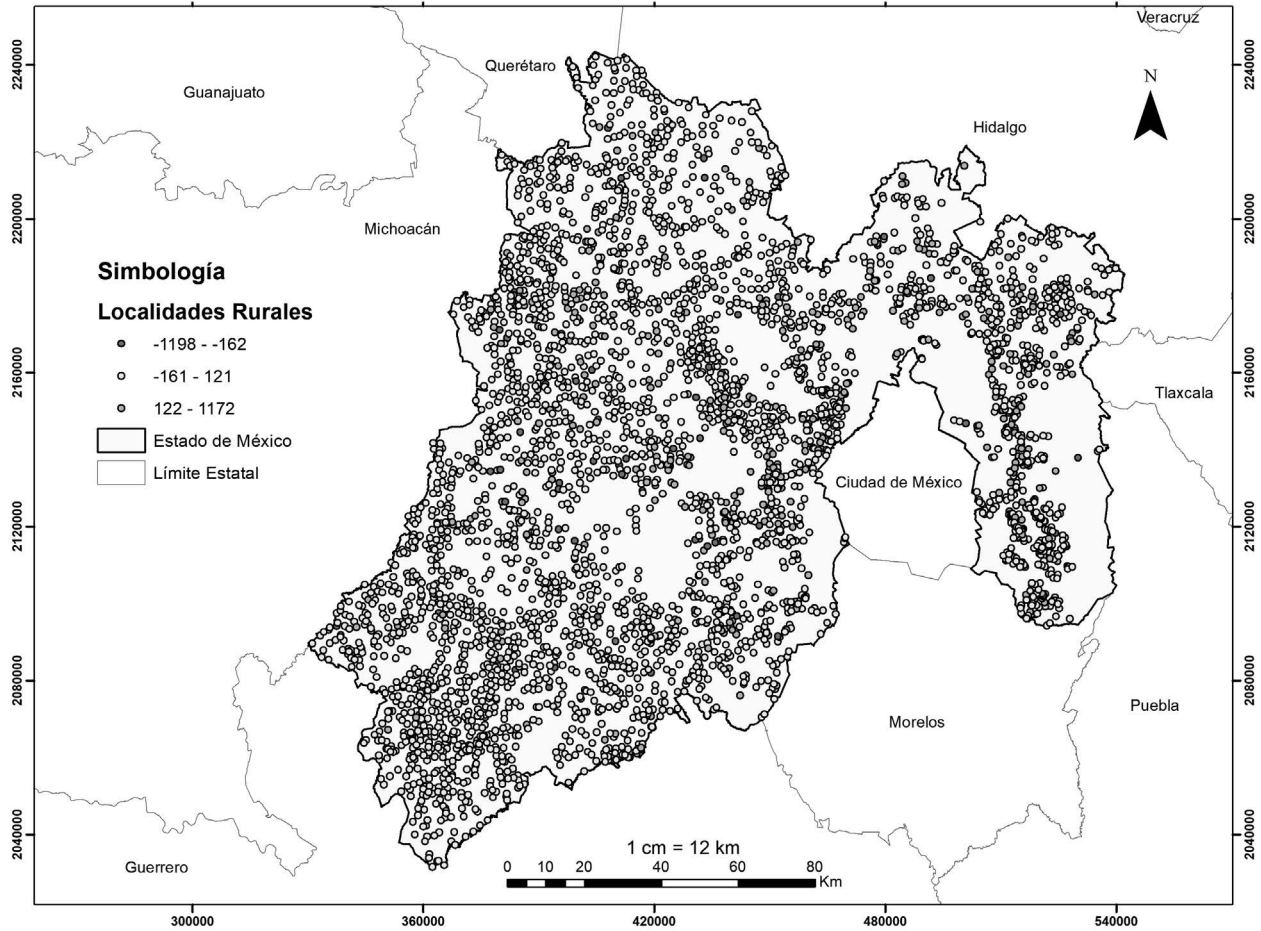 Veracruz
Querétaro
Guanajuato
N
Hidalgo
Michoacán
Simbología
Localidades Rurales
-1198 - -162
-161 - 121
122 - 1172
Estado de México
Límite Estatal
Tlaxcala
Ciudad de México
Puebla
Morelos
Guerrero
1 cm = 12 km
0 10 20 40 60 80
Km
2240000
2200000
2160000
2120000
2080000
2040000
2240000
2200000
2160000
2120000
2080000
2040000
300000 360000 420000 480000 540000